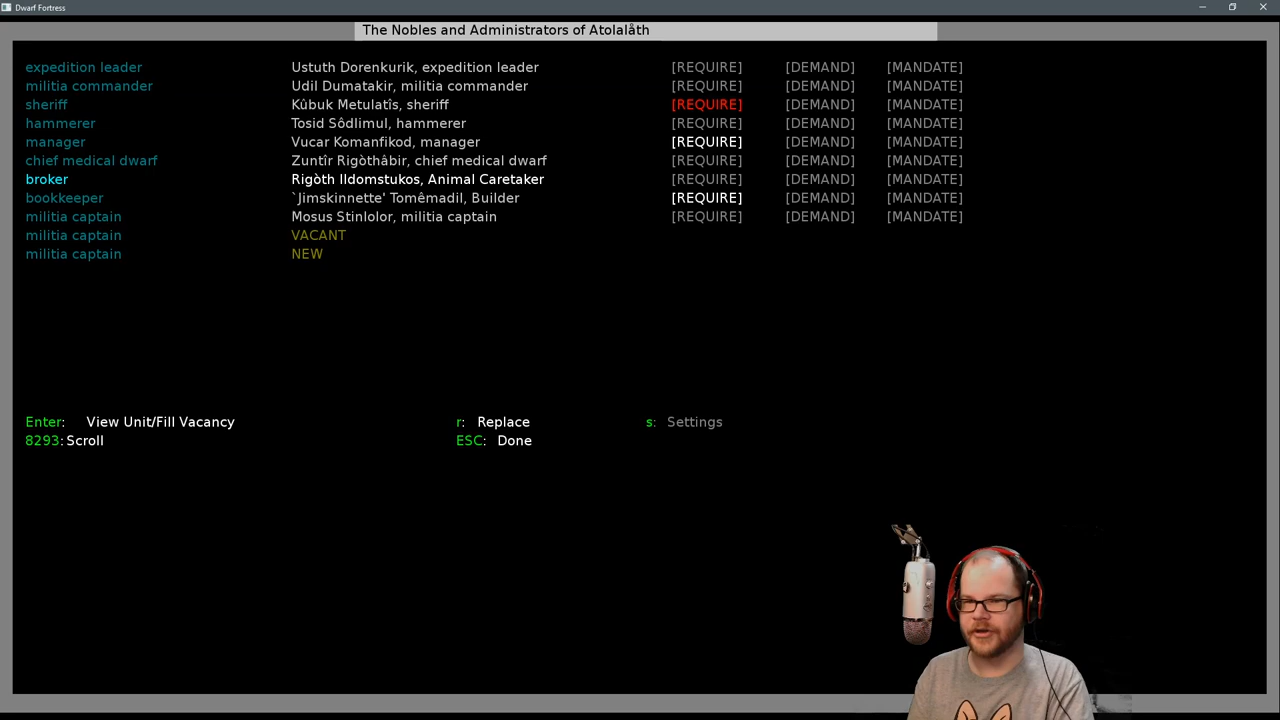 Dwarf Fortress
The Nobles and Administrators of Atolalåth
expedition leader Ustuth Dorenkurik, expedition leader [REQUIRE] [DEMAND] [MANDATE]
militia commander Udil Dumatakir, militia commander [REQUIRE] [DEMAND] [MANDATE]
sheriff Kûbuk Metulatîs, sheriff [REQUIRE] [DEMAND] [MANDATE]
hammerer Tosid Sôdlimul, hammerer [REQUIRE] [DEMAND] [MANDATE]
manager Vucar Komanfikod, manager [REQUIRE] [DEMAND] [MANDATE]
chief medical dwarf Zuntîr Rigòthâbir, chief medical dwarf [REQUIRE] [DEMAND] [MANDATE]
broker Rigòth Ildomstukos, Animal Caretaker [REQUIRE] [DEMAND] [MANDATE]
bookkeeper `Jimskinnette' Tomêmadil, Builder [REQUIRE] [DEMAND] [MANDATE]
militia captain Mosus Stinlolor, militia captain [REQUIRE] [DEMAND] [MANDATE]
militia captain VACANT
militia captain NEW
Enter: View Unit/Fill Vacancy r: Replace s: Settings
8293: Scroll ESC: Done